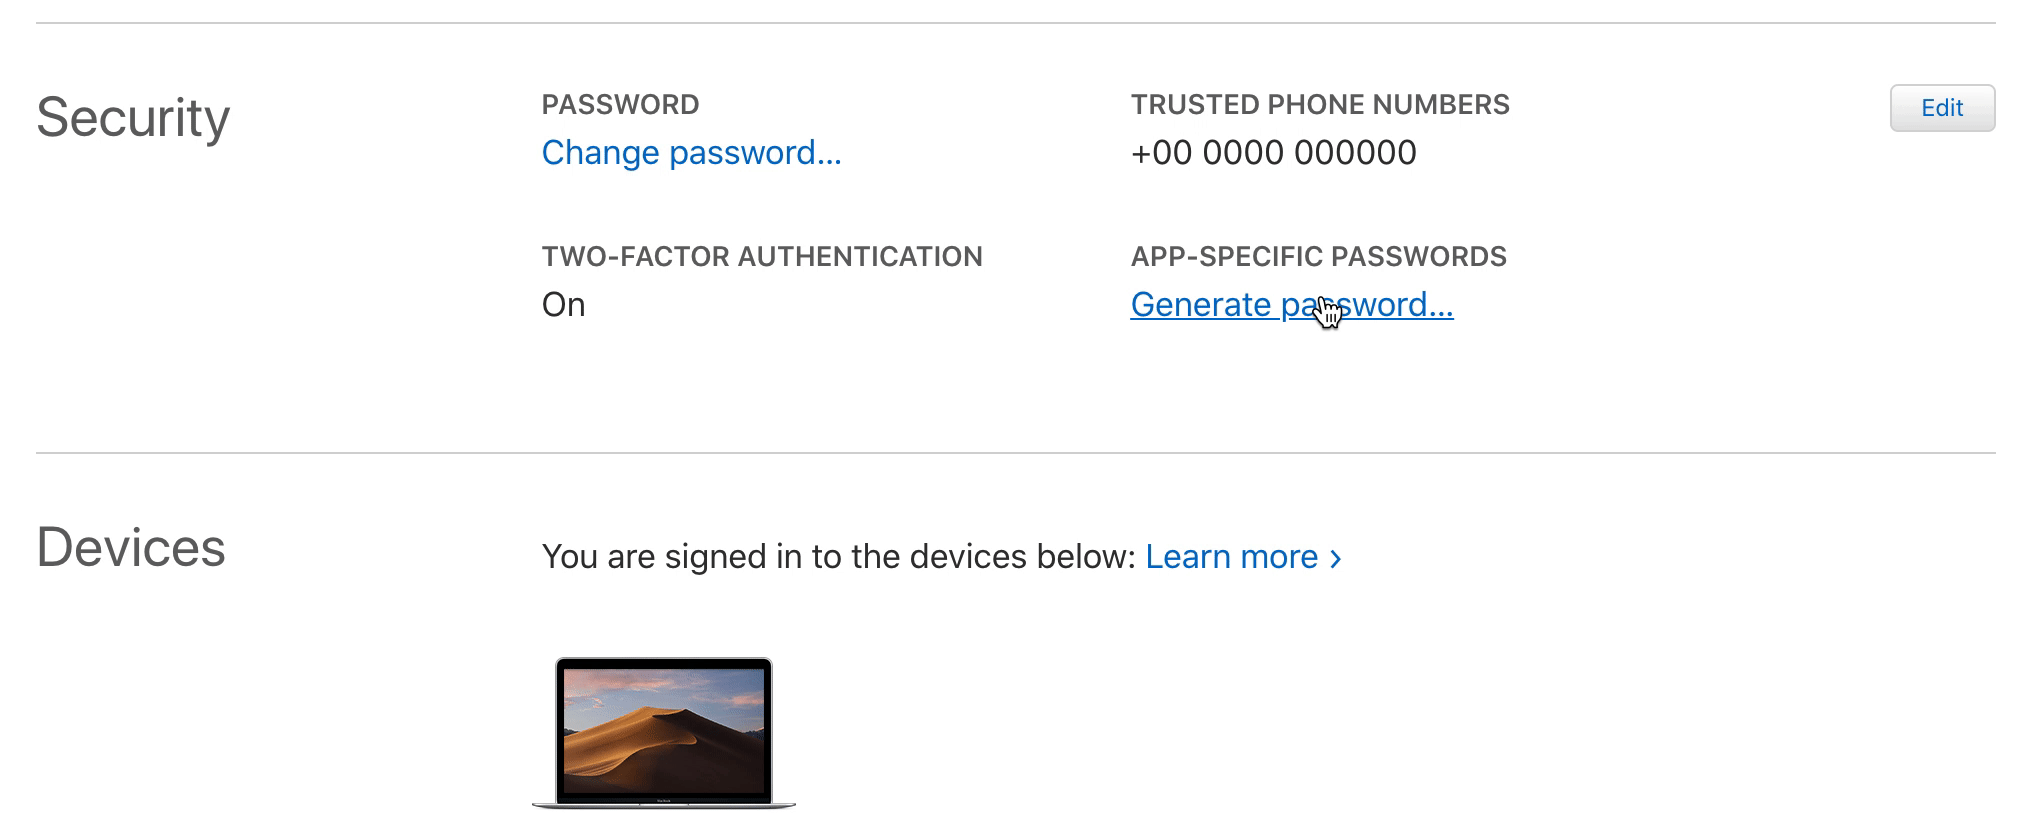 Security
PASSWORD
Change password...
TRUSTED PHONE NUMBERS
+00 0000 000000
Edit
TWO-FACTOR AUTHENTICATION
On
APP-SPECIFIC PASSWORDS
Generate password...
Devices
You are signed in to the devices below: Learn more ›